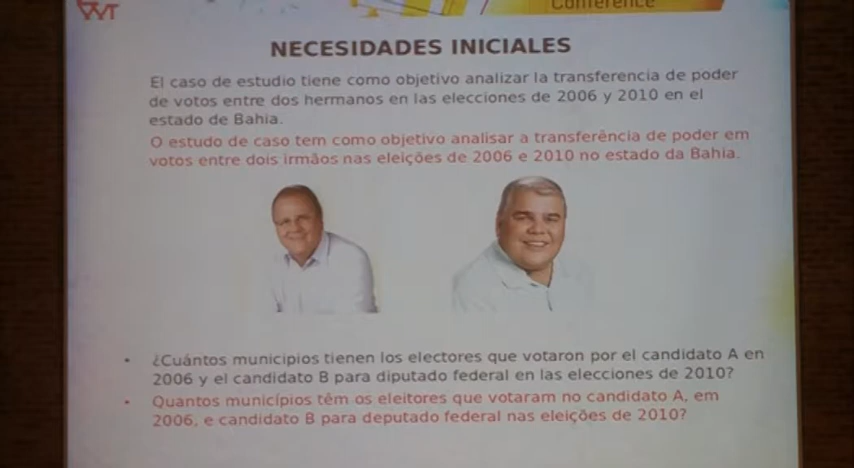 Conference
NECESIDADES INICIALES
El caso de estudio tiene como objetivo analizar la transferencia de poder
de votos entre dos hermanos en las elecciones de 2006 y 2010 en el
estado de Bahia.
O estudo de caso tem como objetivo analisar a transferência de poder em
votos entre dois irmãos nas eleições de 2006 e 2010 no estado da Bahia.
• ¿Cuántos municipios tienen los electores que votaron por el candidato A en
2006 y el candidato B para diputado federal en las elecciones de 2010?
• Quantos municípios têm os eleitores que votaram no candidato A, em
2006, e candidato B para deputado federal nas eleições de 2010?